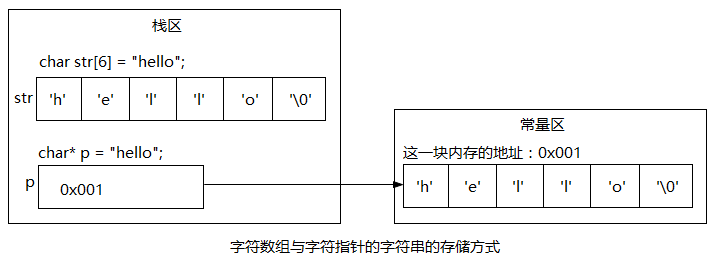 栈区
char str[6] = "hello";
str 'h' 'e' 'l' 'l' 'o' '\0'
char* p = "hello";
p 0x001
常量区
这一块内存的地址：0x001
'h' 'e' 'l' 'l' 'o' '\0'
字符数组与字符指针的字符串的存储方式